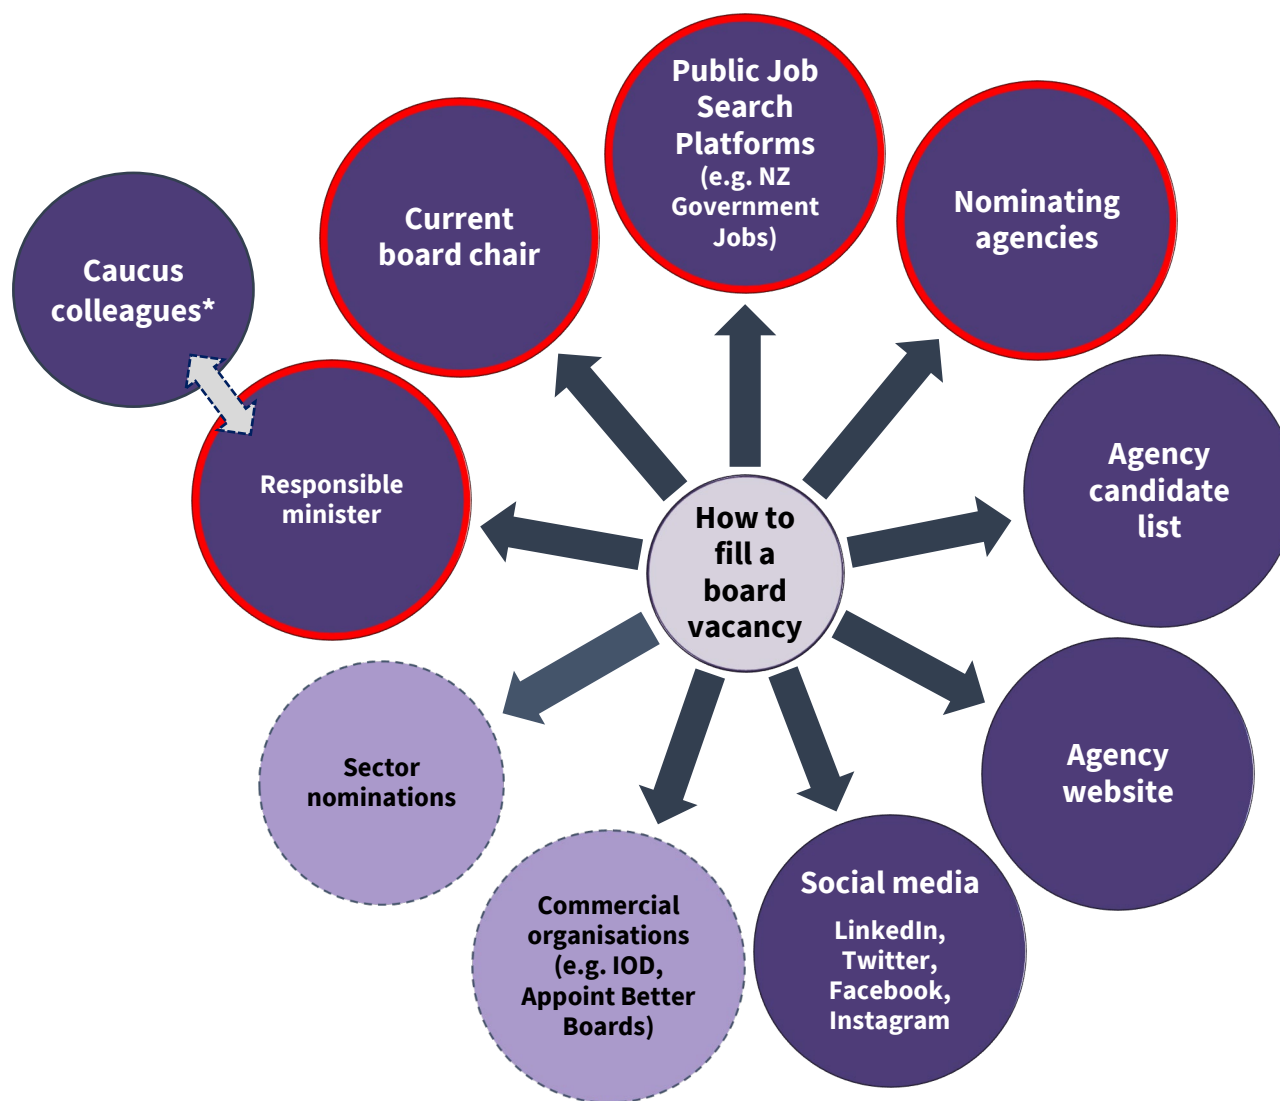 Public Job
Search
Platforms
(e.g. NZ
Government
Jobs)
Nominating
agencies
Current
board chair
Caucus
colleagues*
Responsible
minister
Agency
candidate
list
How to
fill a
board
vacancy
Agency
website
Sector
nominations
Social media
LinkedIn,
Twitter,
Facebook,
Instagram
Commercial
organisations
(e.g. IOD,
Appoint Better
Boards)